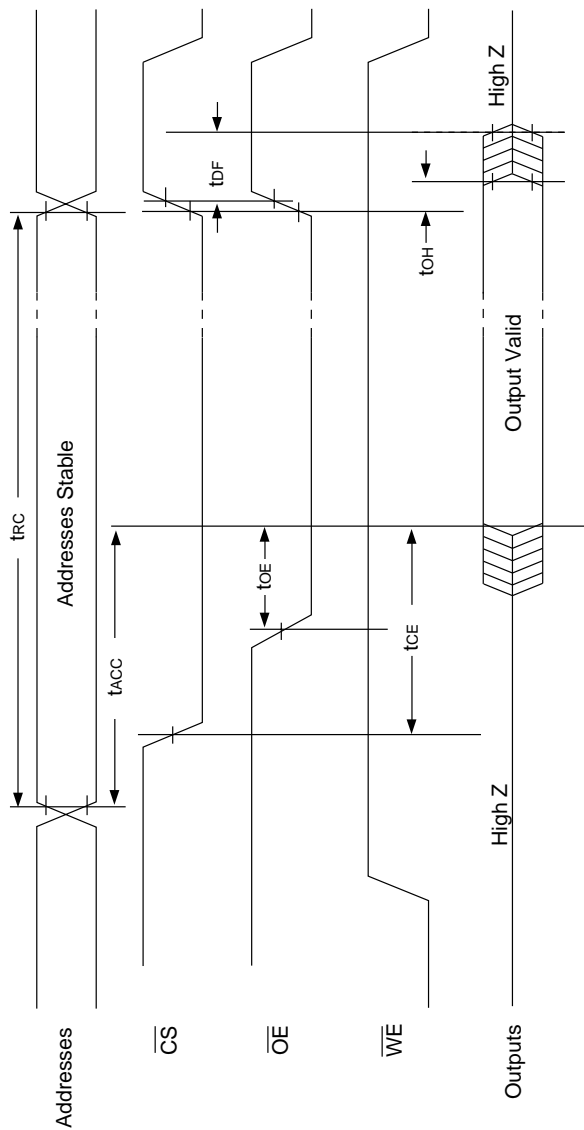 tRC
Addresses
Addresses Stable
tACC
CS
tDF
OE
tOE
WE
tCE
tOH
Outputs
High Z
Output Valid
High Z